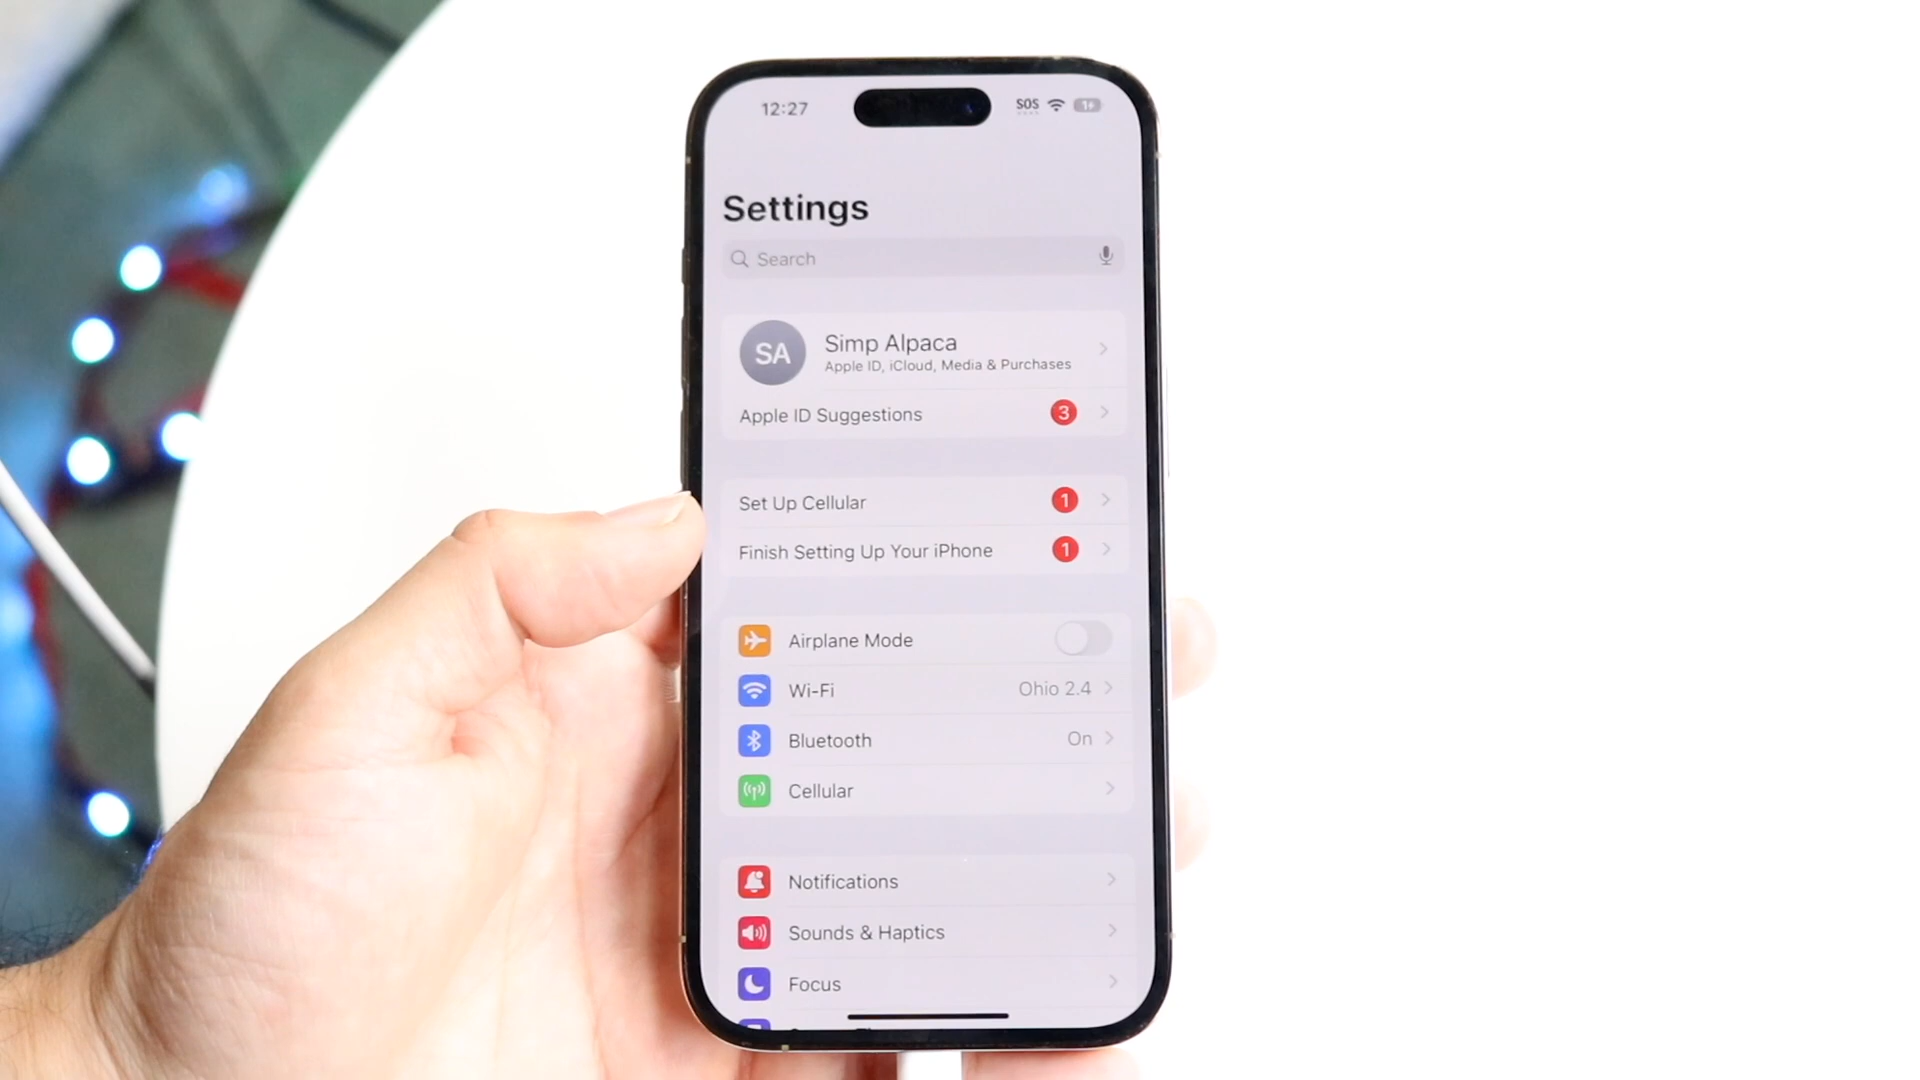 12:27 SOS 1
Settings
Search
SA
Simp Alpaca
Apple ID, iCloud, Media & Purchases
Apple ID Suggestions 3
Set Up Cellular 1
Finish Setting Up Your iPhone 1
Airplane Mode
Wi-Fi Ohio 2.4
Bluetooth On
Cellular
Notifications
Sounds & Haptics
Focus